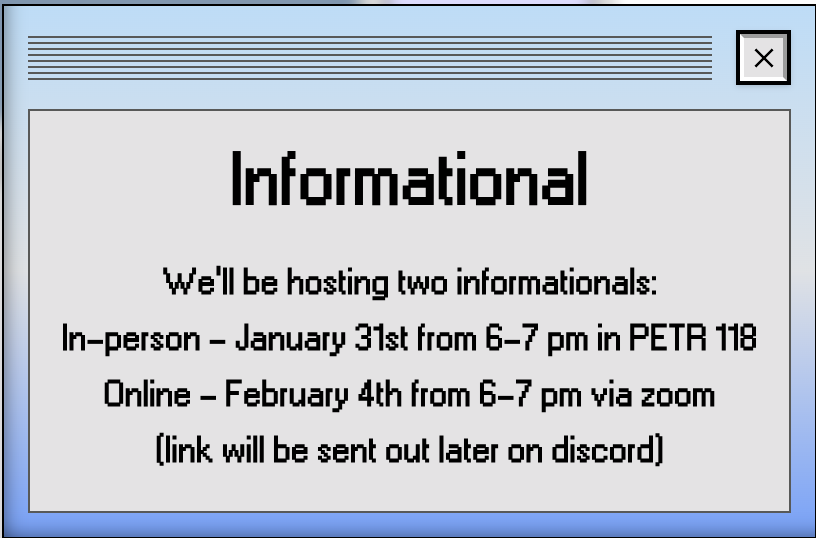 Informational
We'll be hosting two informationals:
In-person - January 31st from 6-7 pm in PETR 118
Online - February 4th from 6-7 pm via zoom
(link will be sent out later on discord)